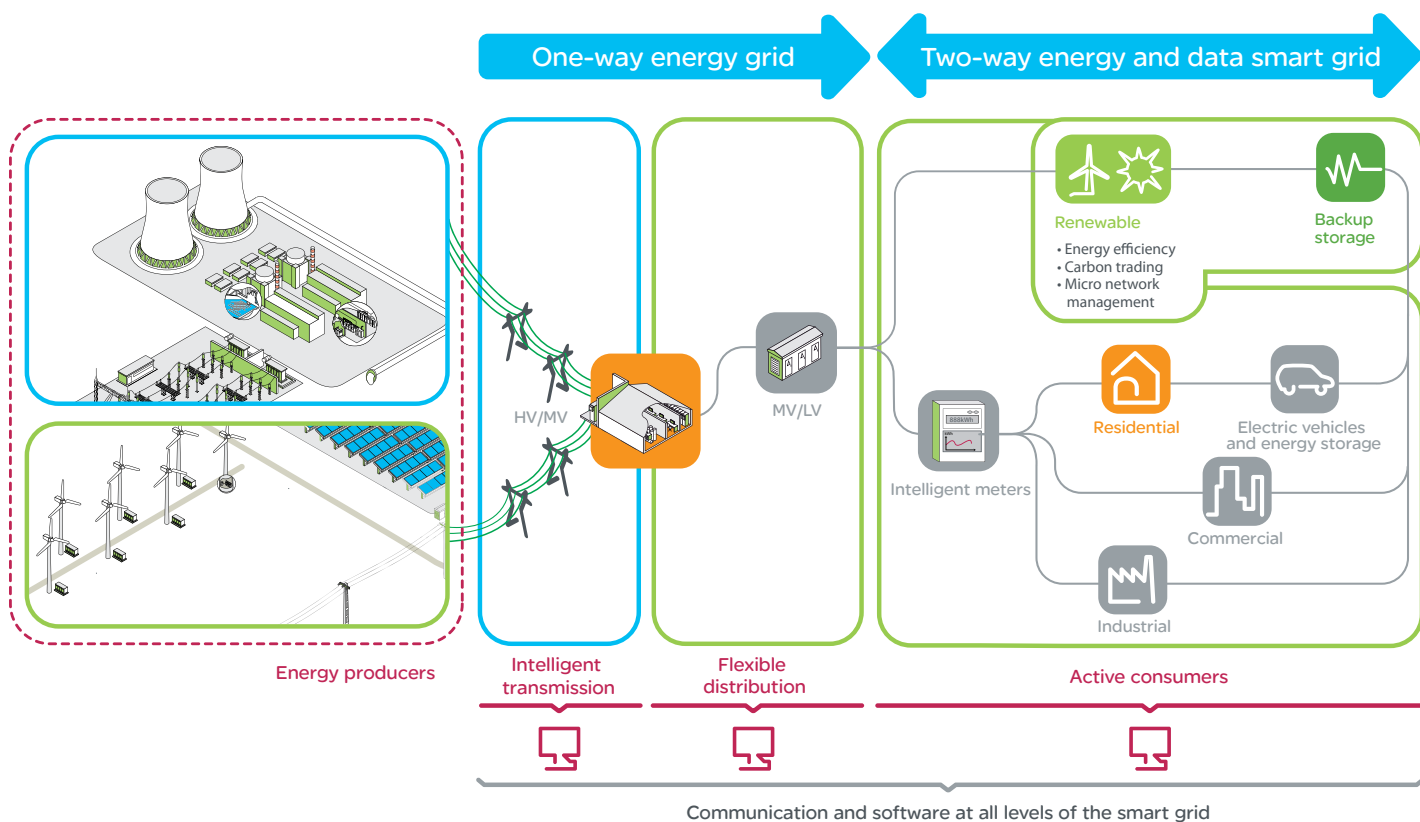 One-way energy grid
Two-way energy and data smart grid
Renewable
• Energy efficiency
• Carbon trading
• Micro network
management
Backup
storage
HV/MV
MV/LV
888kWh
Intelligent meters
Residential
Electric vehicles
and energy storage
Commercial
Industrial
Energy producers
Intelligent
transmission
Flexible
distribution
Active consumers
Communication and software at all levels of the smart grid